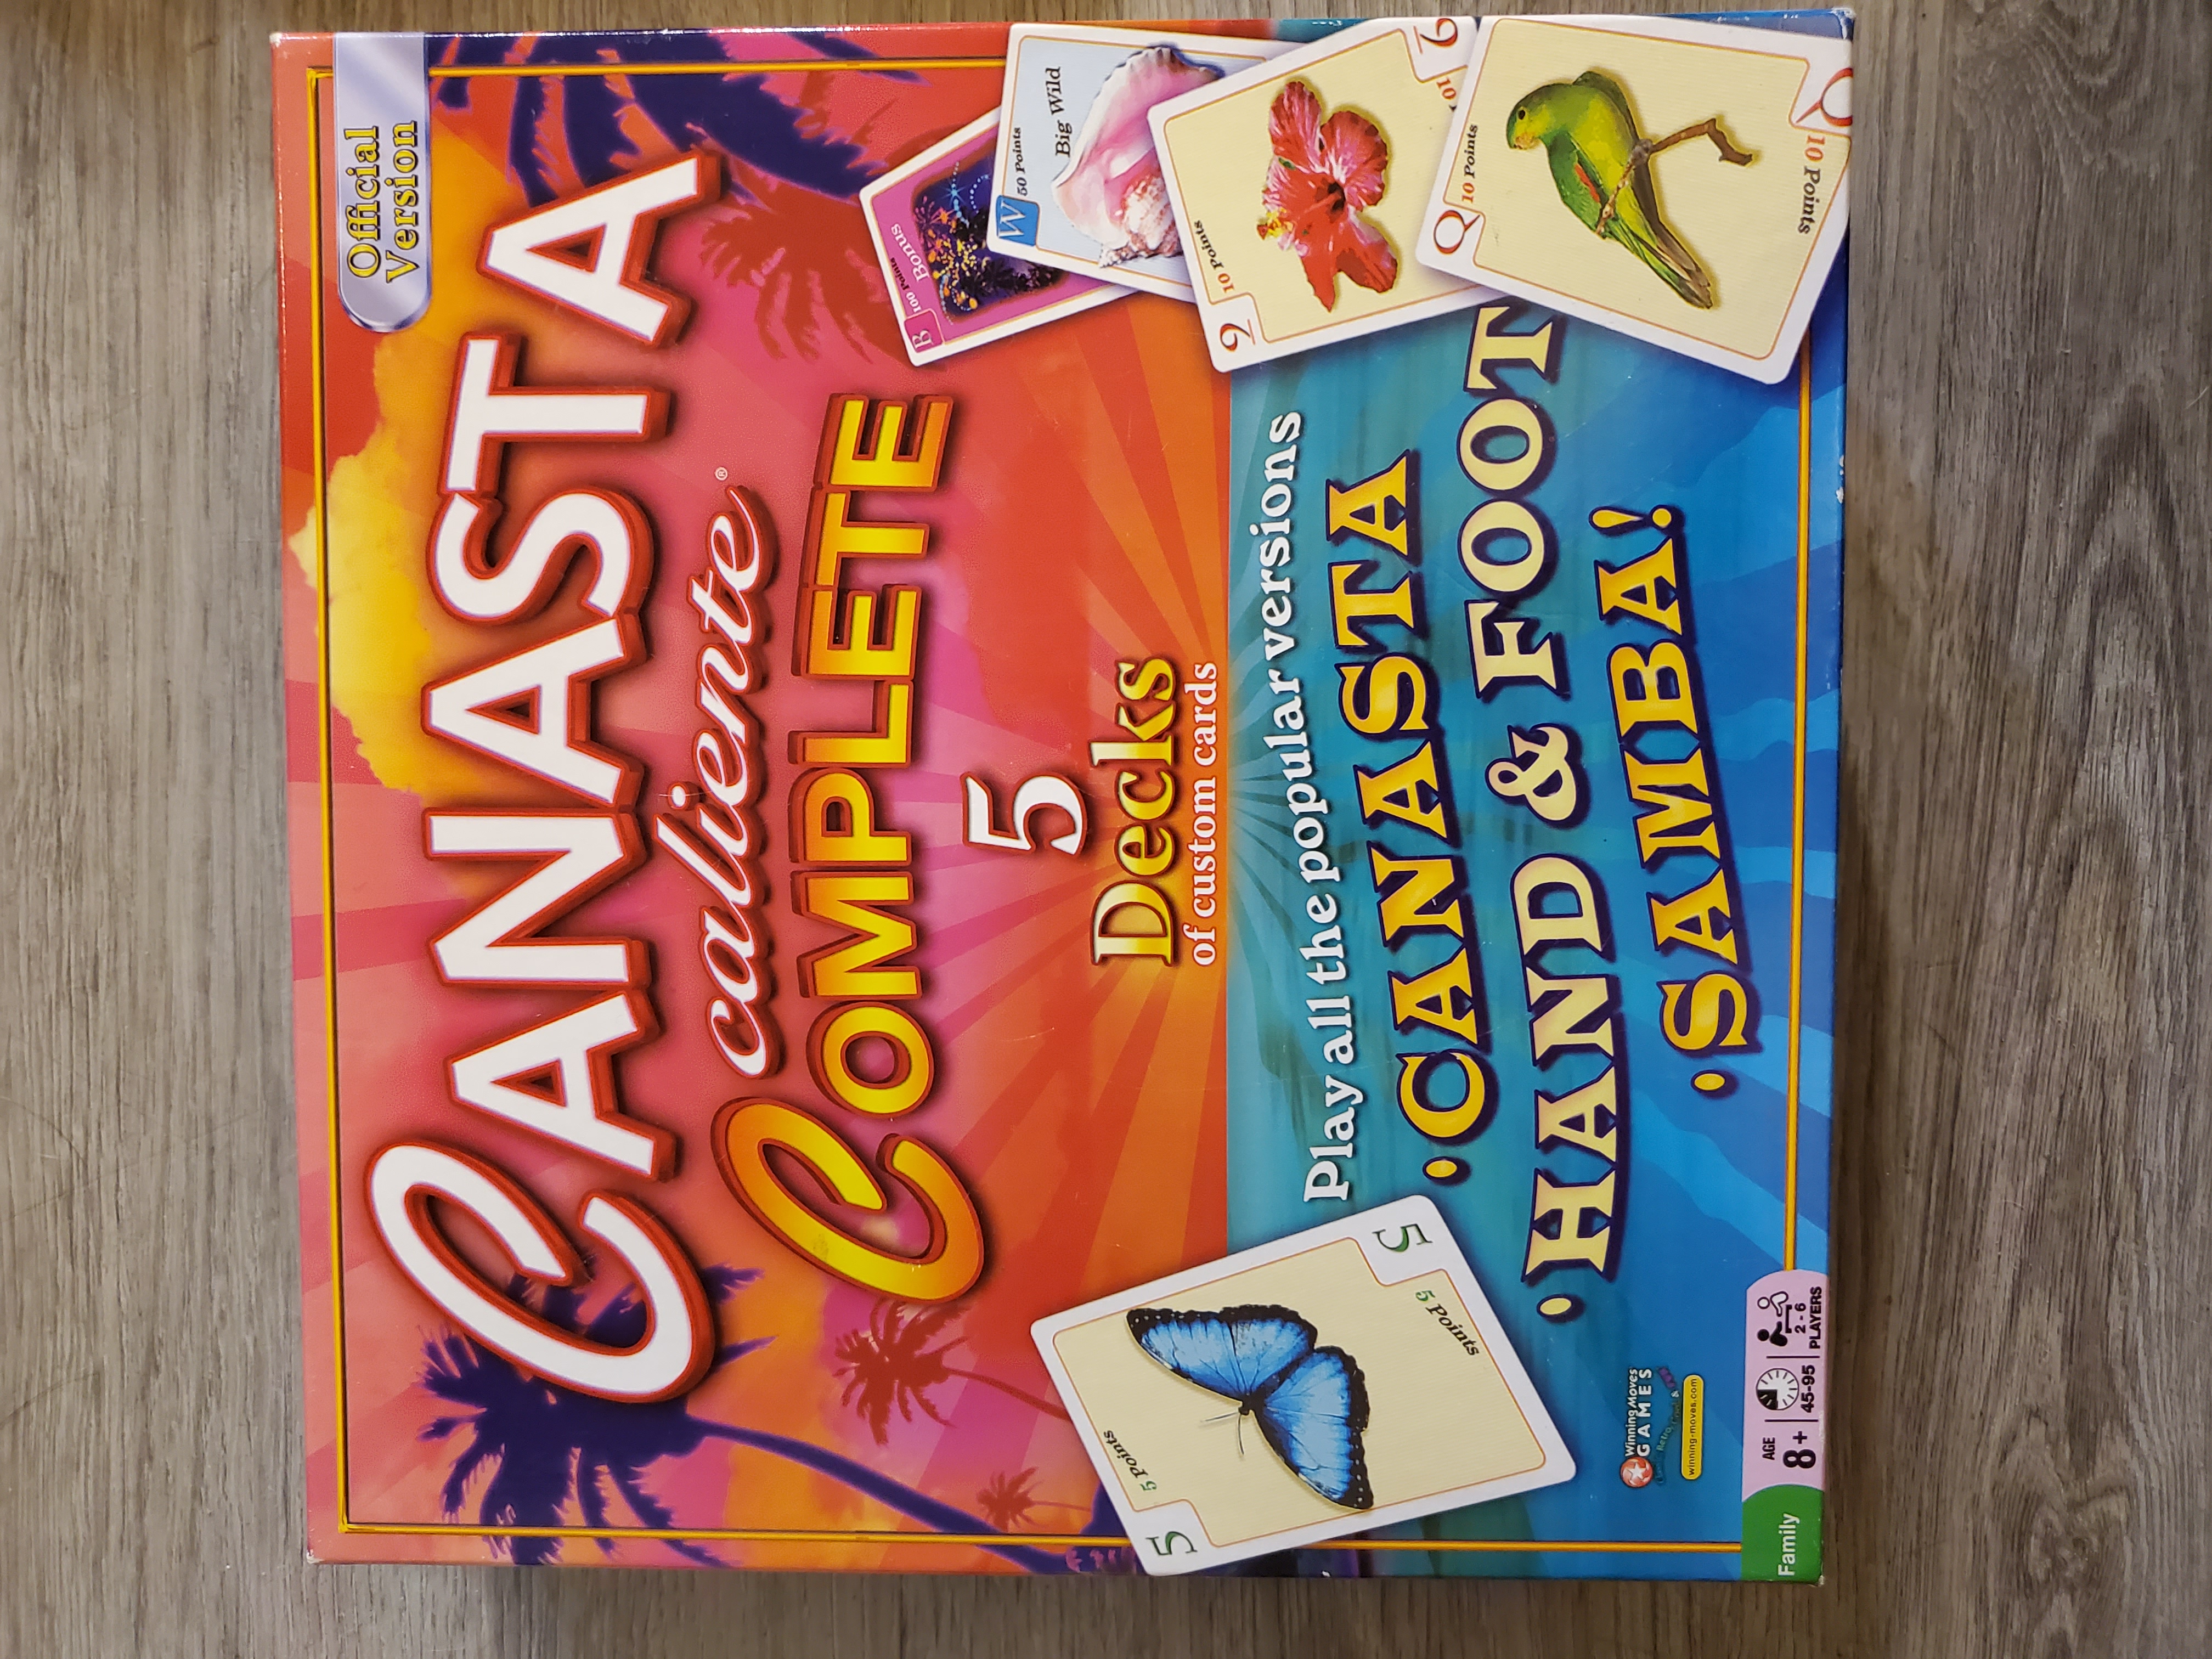 Official
Version
CANASTA
caliente®
COMPLETE
5
Decks
of custom cards
B 100 Points
Bonus
W 50 Points
Big Wild
9 10 Points
9
Q 10 Points
10 Points
Q
5 5 Points
5 Points
5
Play all the popular versions
• CANASTA
• HAND & FOOT
• SAMBA!
Winning Moves
GAMES
winning-moves.com
Family
AGE
8+
45-95
2 - 6
PLAYERS